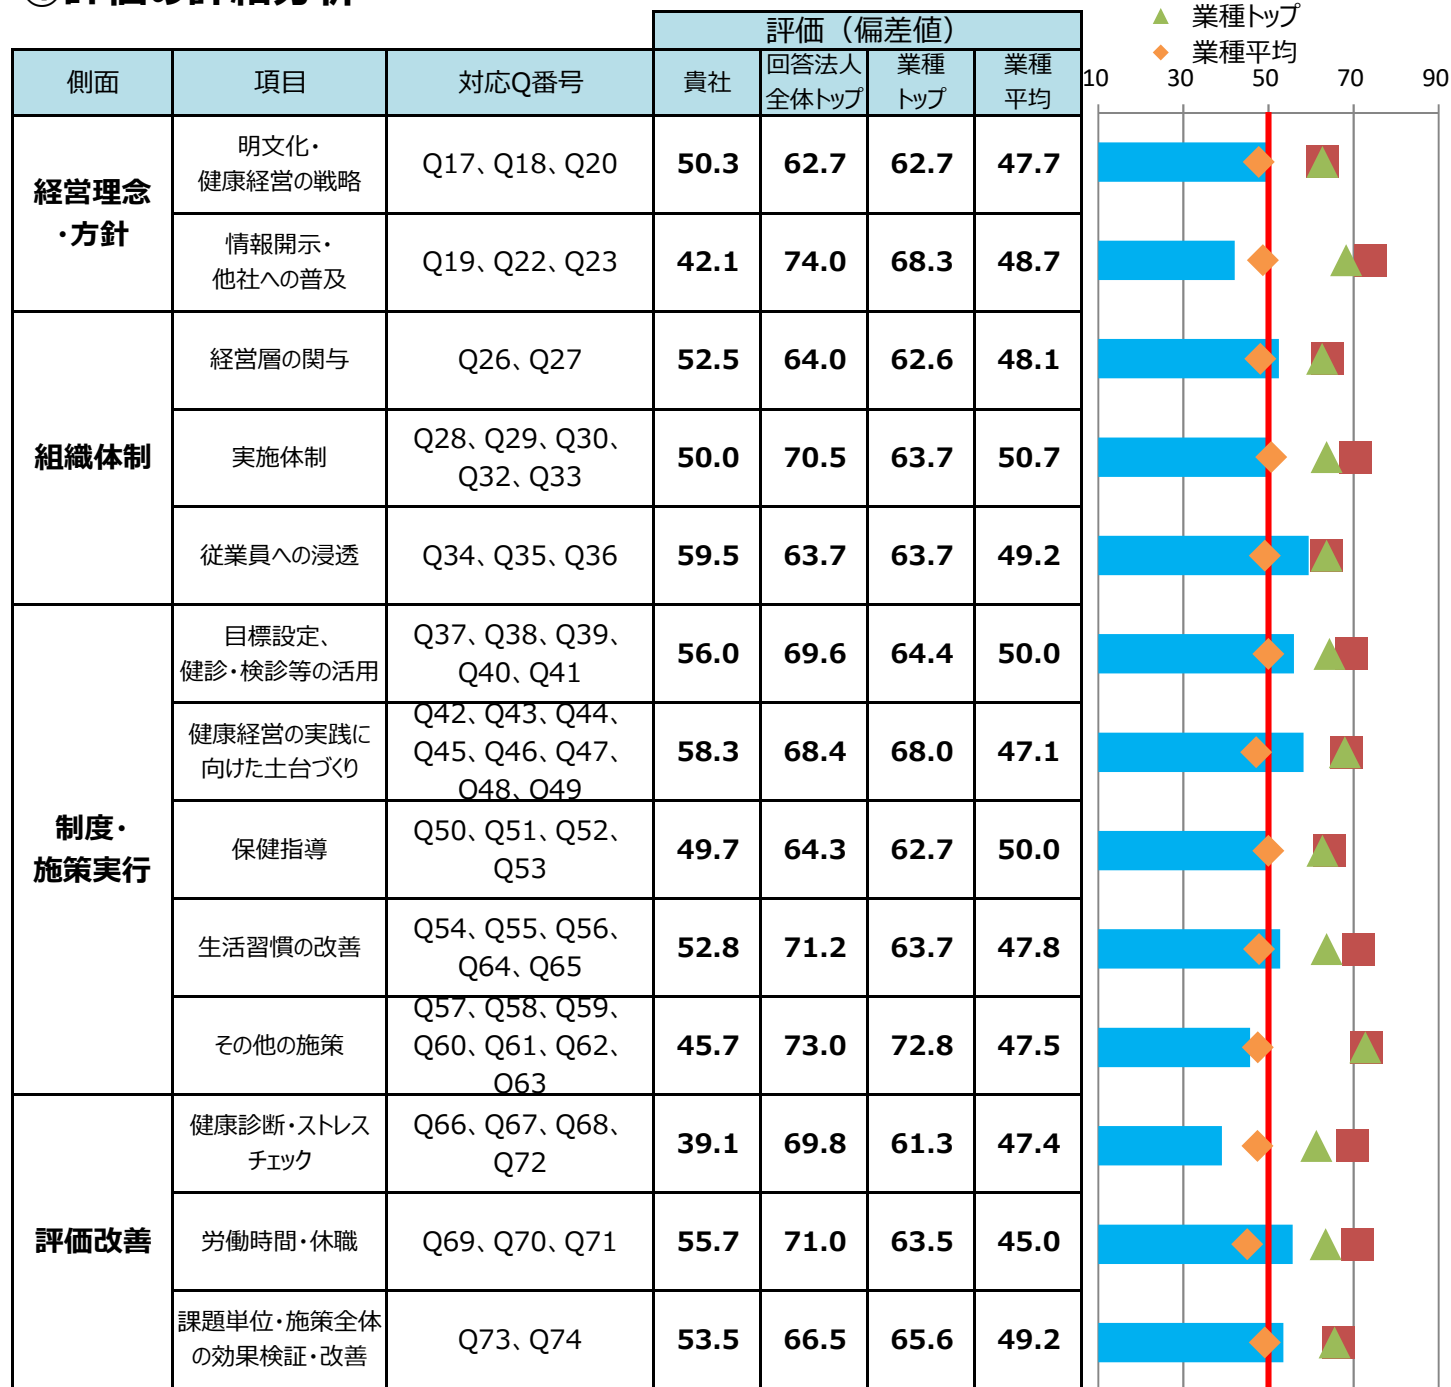 ③評価の詳細分析
▲ 業種トップ
◆ 業種平均
評価（偏差値）
側面 項目 対応Q番号 貴社 回答法人 業種 業種
全体トップ トップ 平均
10 30 50 70 90
経営理念
・方針
明文化・
健康経営の戦略
Q17、Q18、Q20 50.3 62.7 62.7 47.7
情報開示・
他社への普及
Q19、Q22、Q23 42.1 74.0 68.3 48.7
組織体制
経営層の関与 Q26、Q27 52.5 64.0 62.6 48.1
実施体制
Q28、Q29、Q30、
Q32、Q33
50.0 70.5 63.7 50.7
従業員への浸透 Q34、Q35、Q36 59.5 63.7 63.7 49.2
制度・
施策実行
目標設定、
健診・検診等の活用
Q37、Q38、Q39、
Q40、Q41
56.0 69.6 64.4 50.0
健康経営の実践に
向けた土台づくり
Q42、Q43、Q44、
Q45、Q46、Q47、
Q48、Q49
58.3 68.4 68.0 47.1
保健指導
Q50、Q51、Q52、
Q53
49.7 64.3 62.7 50.0
生活習慣の改善
Q54、Q55、Q56、
Q64、Q65
52.8 71.2 63.7 47.8
その他の施策
Q57、Q58、Q59、
Q60、Q61、Q62、
Q63
45.7 73.0 72.8 47.5
評価改善
健康診断・ストレス
チェック
Q66、Q67、Q68、
Q72
39.1 69.8 61.3 47.4
労働時間・休職 Q69、Q70、Q71 55.7 71.0 63.5 45.0
課題単位・施策全体
の効果検証・改善
Q73、Q74 53.5 66.5 65.6 49.2